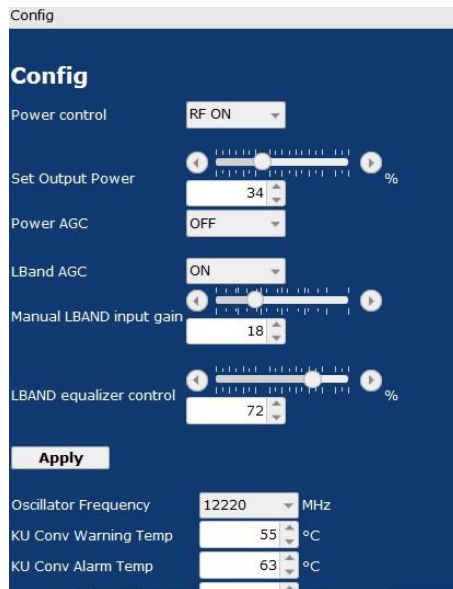 Config
Config
Power control RF ON
Set Output Power 34 %
Power AGC OFF
LBand AGC ON
Manual LBAND input gain 18
LBAND equalizer control 72 %
Apply
Oscillator Frequency 12220 MHz
KU Conv Warning Temp 55 °C
KU Conv Alarm Temp 63 °C